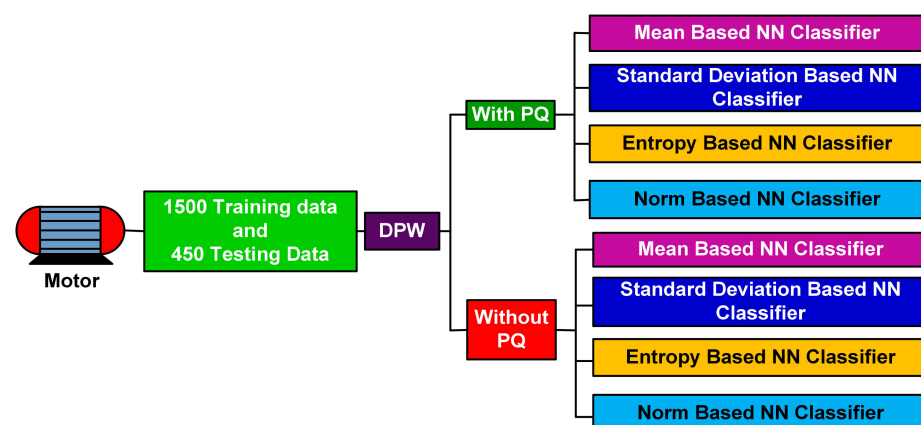 Mean Based NN Classifier
Standard Deviation Based NN
Classifier
With PQ
Entropy Based NN Classifier
Norm Based NN Classifier
1500 Training data
and
450 Testing Data
DPW
Motor
Mean Based NN Classifier
Standard Deviation Based NN
Classifier
Without
PQ
Entropy Based NN Classifier
Norm Based NN Classifier